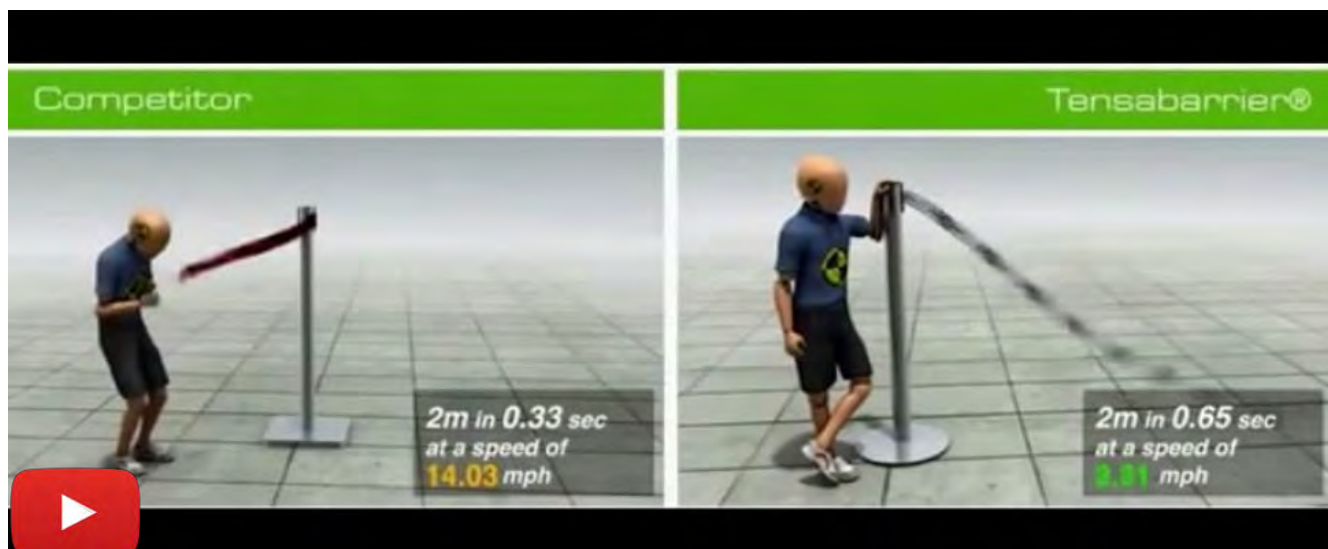 Competitor
2m in 0.33 sec
at a speed of
14.03 mph
Tensabarrier®
2m in 0.65 sec
at a speed of
mph